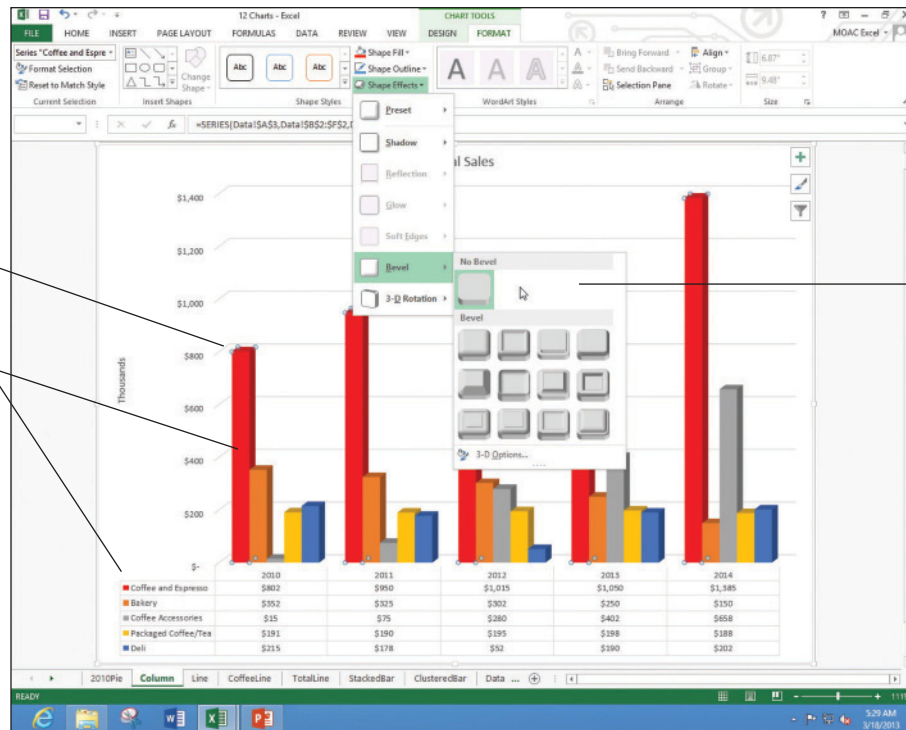 12 Charts - Excel
CHART TOOLS
FILE HOME INSERT PAGE LAYOUT FORMULAS DATA REVIEW VIEW DESIGN FORMAT
MOAC Excel
Series "Coffee and Espre
Format Selection
Reset to Match Style
Current Selection
Change
Shape
Insert Shapes
Abc Abc Abc
Shape Styles
Shape Fill
Shape Outline
Shape Effects
A A A
WordArt Styles
Bring Forward
Send Backward
Selection Pane
Align
Group
Rotate
Arrange
6.87"
9.48"
Size
fx =SERIES(Data!$A$3,Data!$B$2:$F$2,D
Preset
Shadow
Reflection
Glow
Soft Edges
Bevel
3-D Rotation
No Bevel
Bevel
3-D Options...
al Sales
Thousands
$1,400
$1,200
$1,000
$800
$600
$400
$200
$-
2010 2011 2012 2013 2014
Coffee and Espresso $802 $950 $1,015 $1,050 $1,385
Bakery $352 $325 $302 $250 $150
Coffee Accessories $15 $75 $280 $402 $658
Packaged Coffee/Tea $191 $190 $195 $198 $188
Deli $215 $178 $52 $190 $202
2010Pie Column Line CoffeeLine TotalLine StackedBar ClusteredBar Data ...
READY
5:29 AM
3/18/2013